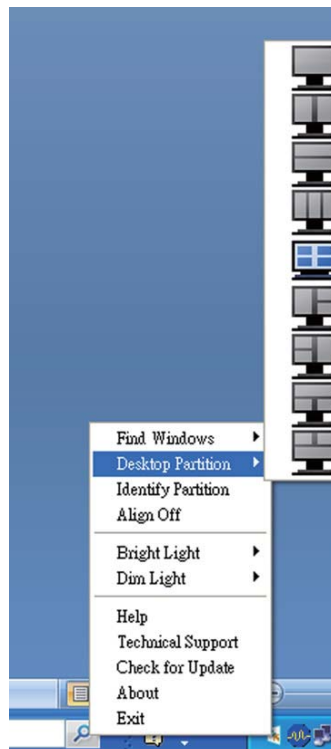 Find Windows
Desktop Partition
Identify Partition
Align Off
Bright Light
Dim Light
Help
Technical Support
Check for Update
About
Exit